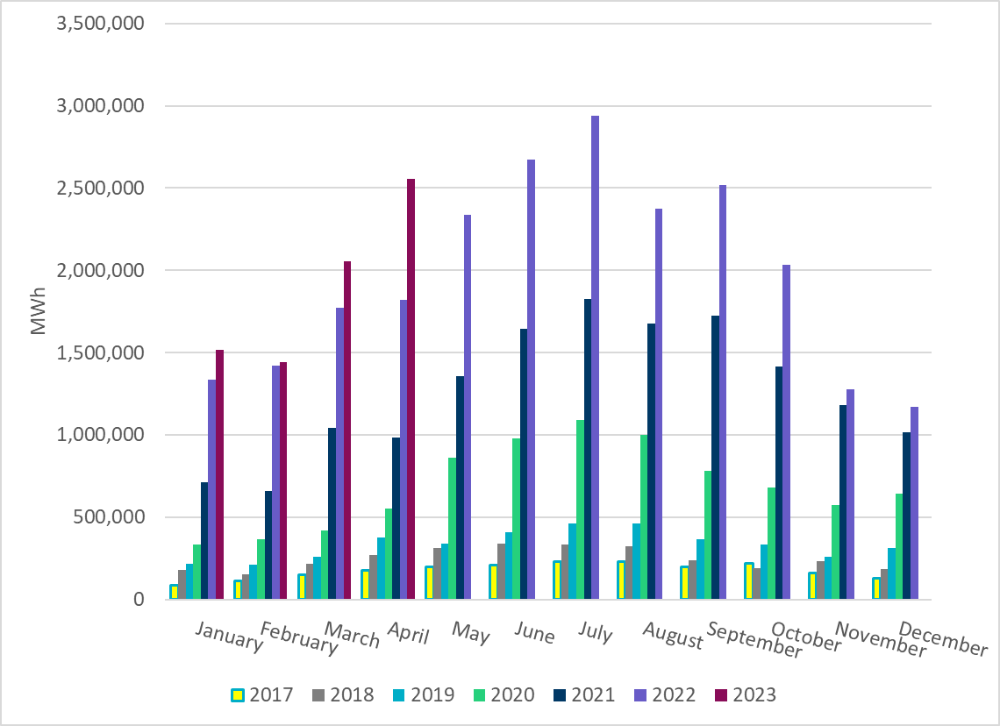 3,500,000
3,000,000
2,500,000
2,000,000
1,500,000
1,000,000
500,000
0
MWh
January February March April May June July August September October November December
2017 2018 2019 2020 2021 2022 2023